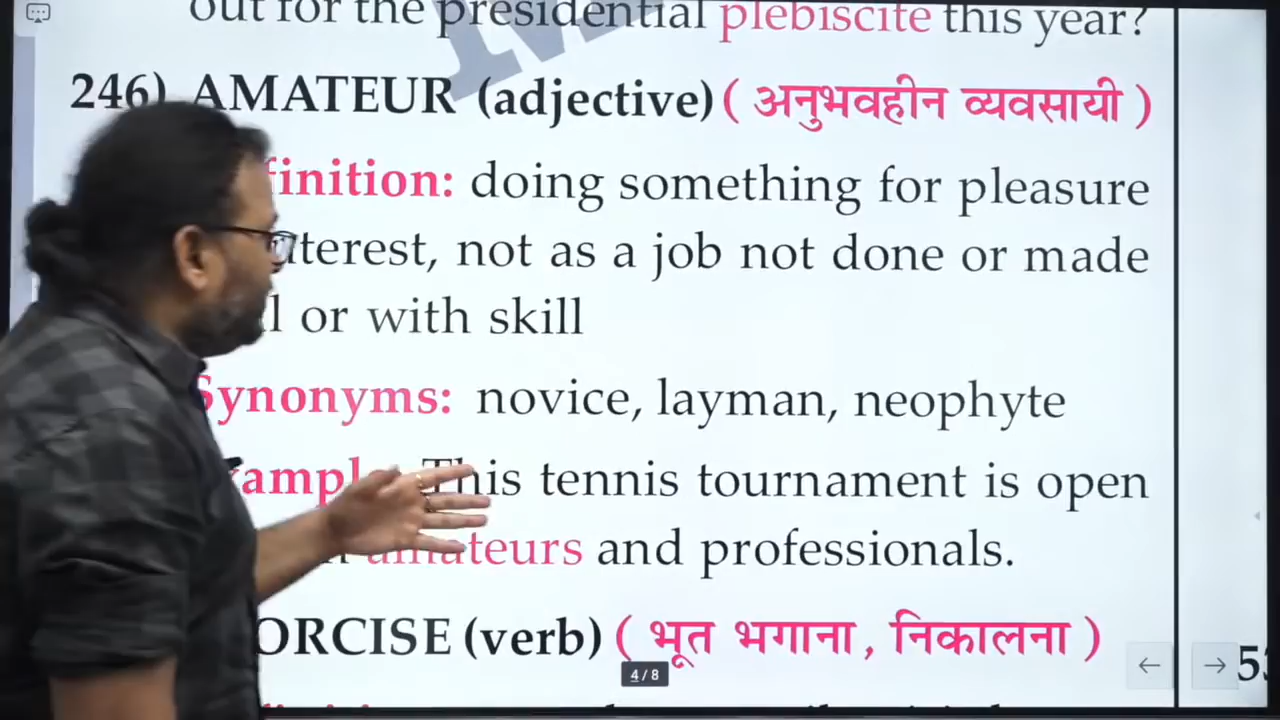 out for the presidential plebiscite this year?
246) AMATEUR (adjective) ( अनुभवहीन व्यवसायी )
finition: doing something for pleasure
terest, not as a job not done or made
l or with skill
Synonyms: novice, layman, neophyte
xampl This tennis tournament is open
amateurs and professionals.
ORCISE (verb) ( भूत भगाना, निकालना )
4 / 8
← →